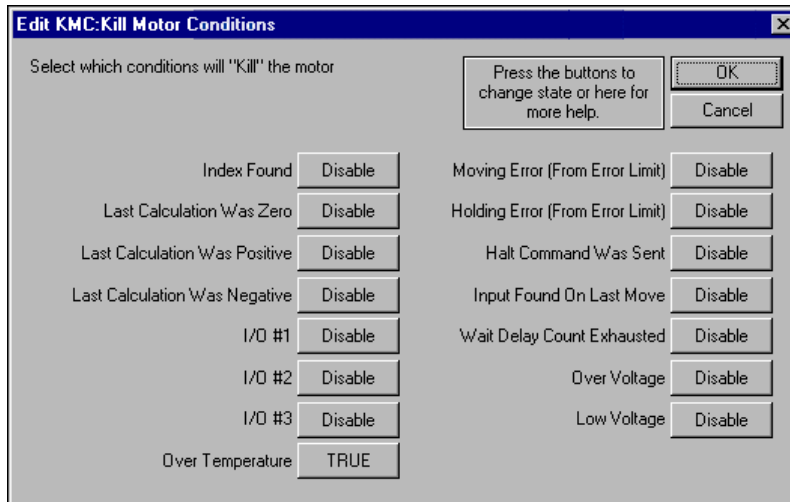 Edit KMC:Kill Motor Conditions
Select which conditions will "Kill" the motor
Press the buttons to
change state or here for
more help.
OK
Cancel
Index Found Disable
Last Calculation Was Zero Disable
Last Calculation Was Positive Disable
Last Calculation Was Negative Disable
I/O #1 Disable
I/O #2 Disable
I/O #3 Disable
Over Temperature TRUE
Moving Error (From Error Limit) Disable
Holding Error (From Error Limit) Disable
Halt Command Was Sent Disable
Input Found On Last Move Disable
Wait Delay Count Exhausted Disable
Over Voltage Disable
Low Voltage Disable